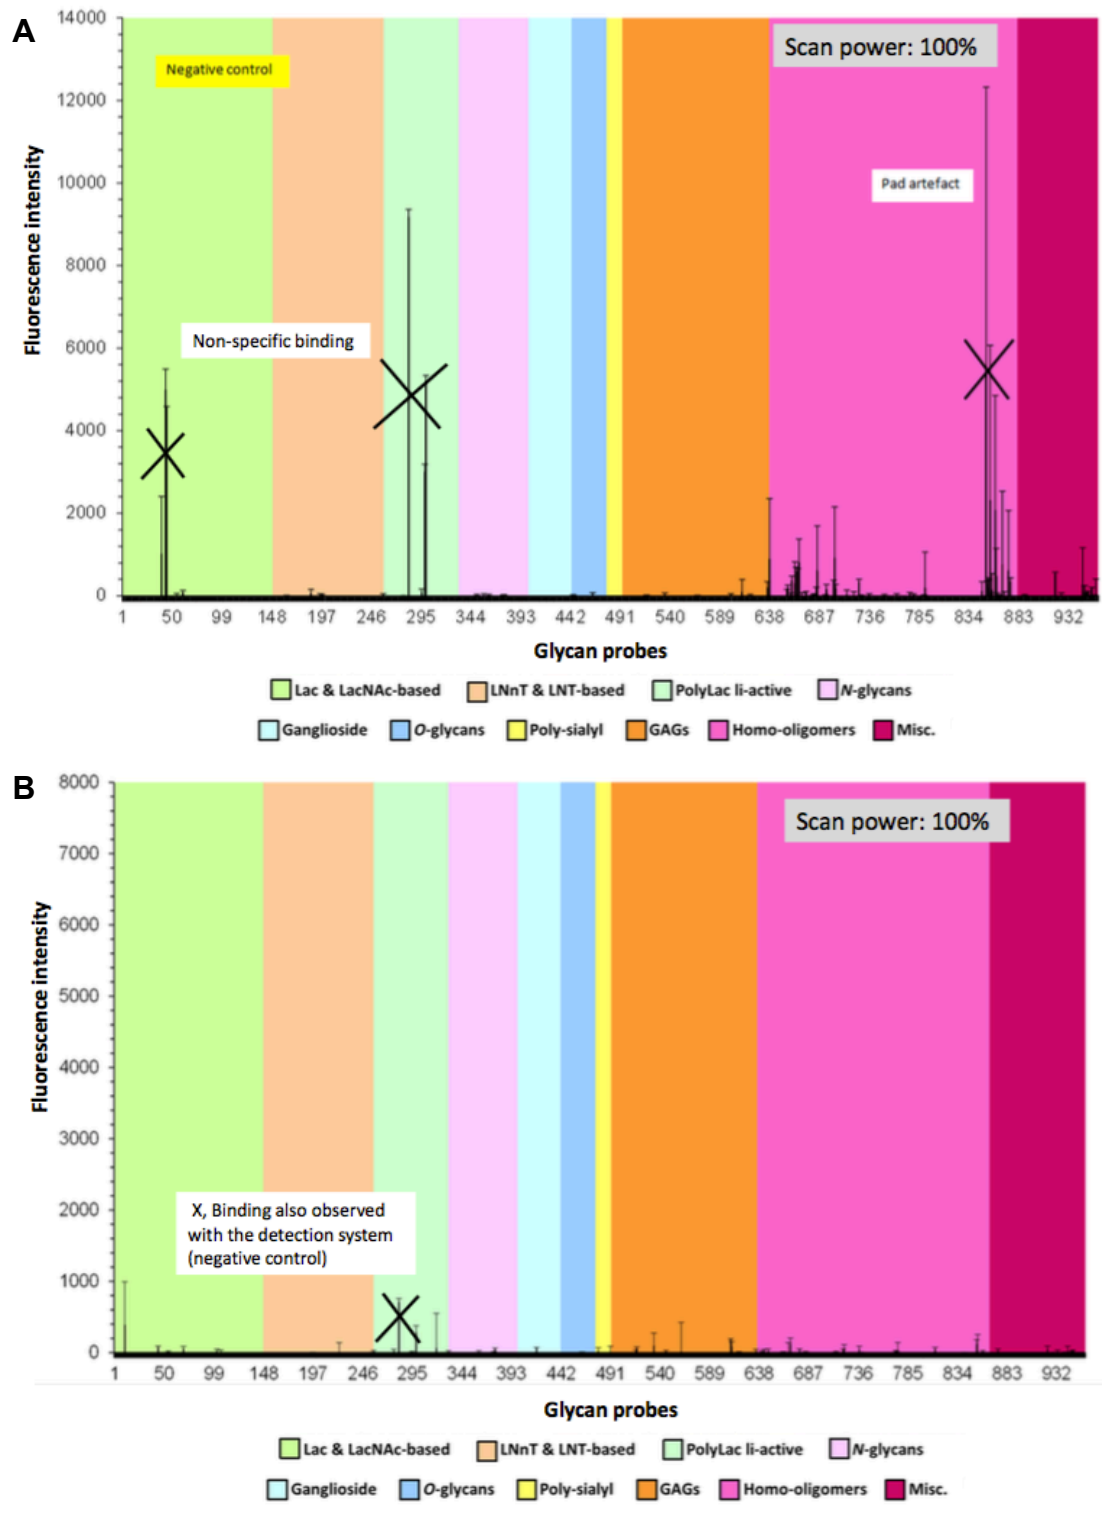 A
14000
12000
10000
8000
6000
4000
2000
0
Fluorescence intensity
Negative control
Scan power: 100%
Pad artefact
Non-specific binding
1 50 99 148 197 246 295 344 393 442 491 540 589 638 687 736 785 834 883 932
Glycan probes
Lac & LacNAc-based LNnT & LNT-based PolyLac Ii-active N-glycans
Ganglioside O-glycans Poly-sialyl GAGs Homo-oligomers Misc.
B
8000
7000
6000
5000
4000
3000
2000
1000
0
Fluorescence intensity
Scan power: 100%
X, Binding also observed
with the detection system
(negative control)
1 50 99 148 197 246 295 344 393 442 491 540 589 638 687 736 785 834 883 932
Glycan probes
Lac & LacNAc-based LNnT & LNT-based PolyLac Ii-active N-glycans
Ganglioside O-glycans Poly-sialyl GAGs Homo-oligomers Misc.